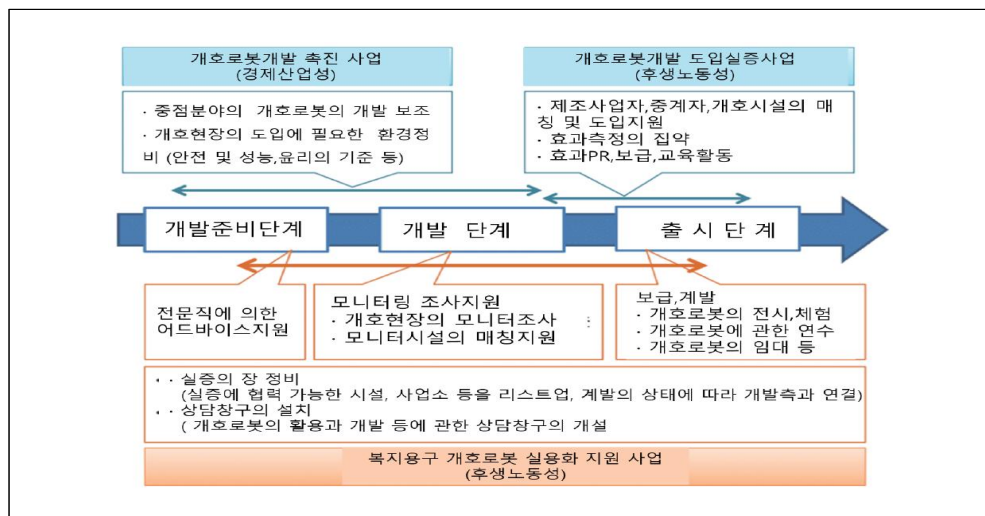 개호로봇개발 촉진 사업
(경제산업성)
· 중점분야의 개호로봇의 개발 보조
· 개호현장의 도입에 필요한 환경정
비 (안전 및 성능,윤리의 기준 등)
개호로봇개발 도입실증사업
(후생노동성)
· 제조사업자,중계자,개호시설의 매
칭 및 도입지원
· 효과측정의 집약
· 효과PR,보급,교육활동
개발준비단계
개발 단계
출 시 단 계
전문직에 의한
어드바이스지원
모니터링 조사지원
· 개호현장의 모니터조사 :
· 모니터시설의 매칭지원
보급,계발
· 개호로봇의 전시,체험
· 개호로봇에 관한 연수
· 개호로봇의 임대 등
· 실증의 장 정비
(실증에 협력 가능한 시설, 사업소 등을 리스트업, 계발의 상태에 따라 개발측과 연결)
· 상담창구의 설치
( 개호로봇의 활용과 개발 등에 관한 상담창구의 개설
복지용구 개호로봇 실용화 지원 사업
(후생노동성)